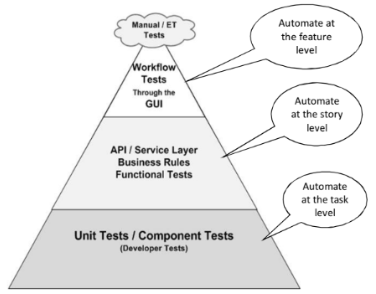 Manual / ET
Tests
Automate at
the feature
level
Workflow
Tests
Through the
GUI
Automate
at the story
level
API / Service Layer
Business Rules
Functional Tests
Automate
at the task
level
Unit Tests / Component Tests
(Developer Tests)